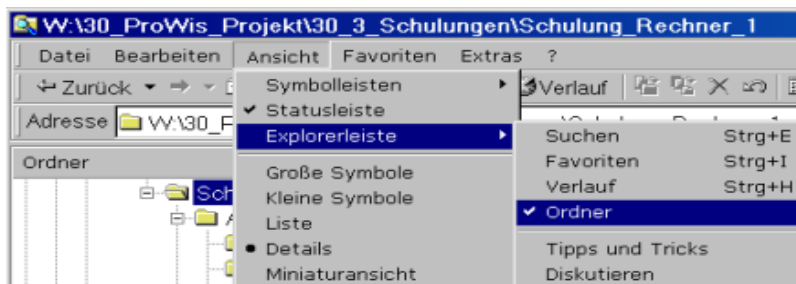 W:\30_ProWis_Projekt\30_3_Schulungen\Schulung_Rechner_1
Datei Bearbeiten Ansicht Favoriten Extras ?
Zurück Verlauf
Adresse W:\30_P
Ordner
Sch
Symbolleisten
Statusleiste
Explorerleiste
Große Symbole
Kleine Symbole
Liste
Details
Miniaturansicht
Suchen Strg+E
Favoriten Strg+I
Verlauf Strg+H
Ordner
Tipps und Tricks
Diskutieren